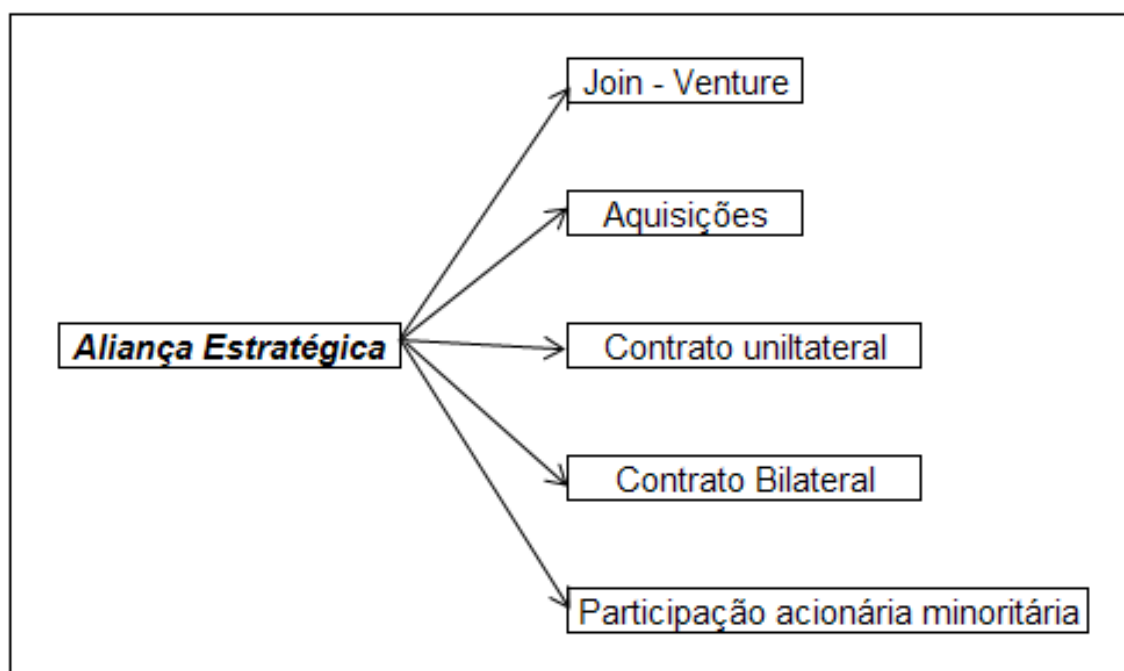 Join - Venture
Aquisições
Aliança Estratégica
Contrato uniltateral
Contrato Bilateral
Participação acionária minoritária